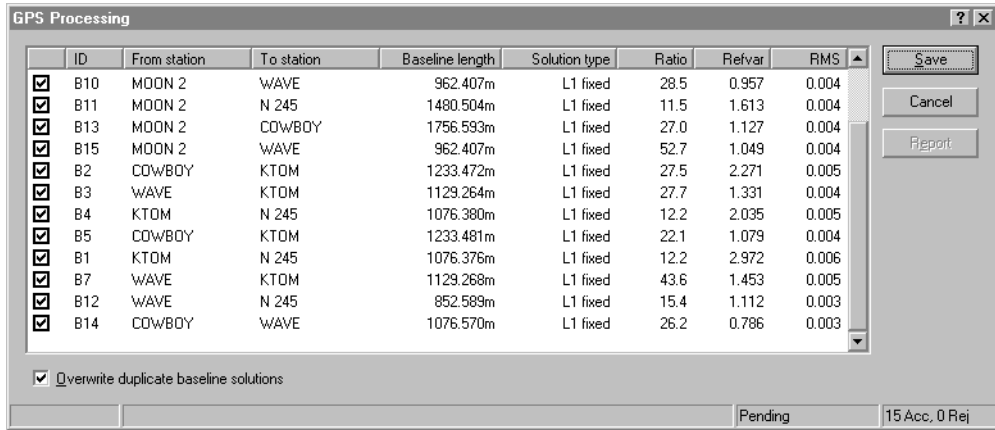 GPS Processing
ID From station To station Baseline length Solution type Ratio Refvar RMS
B10 MOON 2 WAVE 962.407m L1 fixed 28.5 0.957 0.004
B11 MOON 2 N 245 1480.504m L1 fixed 11.5 1.613 0.004
B13 MOON 2 COWBOY 1756.593m L1 fixed 27.0 1.127 0.004
B15 MOON 2 WAVE 962.407m L1 fixed 52.7 1.049 0.004
B2 COWBOY KTOM 1233.472m L1 fixed 27.5 2.271 0.005
B3 WAVE KTOM 1129.264m L1 fixed 27.7 1.331 0.004
B4 KTOM N 245 1076.380m L1 fixed 12.2 2.035 0.005
B5 COWBOY KTOM 1233.481m L1 fixed 22.1 1.079 0.004
B1 KTOM N 245 1076.376m L1 fixed 12.2 2.972 0.006
B7 WAVE KTOM 1129.268m L1 fixed 43.6 1.453 0.005
B12 WAVE N 245 852.589m L1 fixed 15.4 1.112 0.003
B14 COWBOY WAVE 1076.570m L1 fixed 26.2 0.786 0.003
Save
Cancel
Report
Overwrite duplicate baseline solutions
Pending 15 Acc, 0 Rej